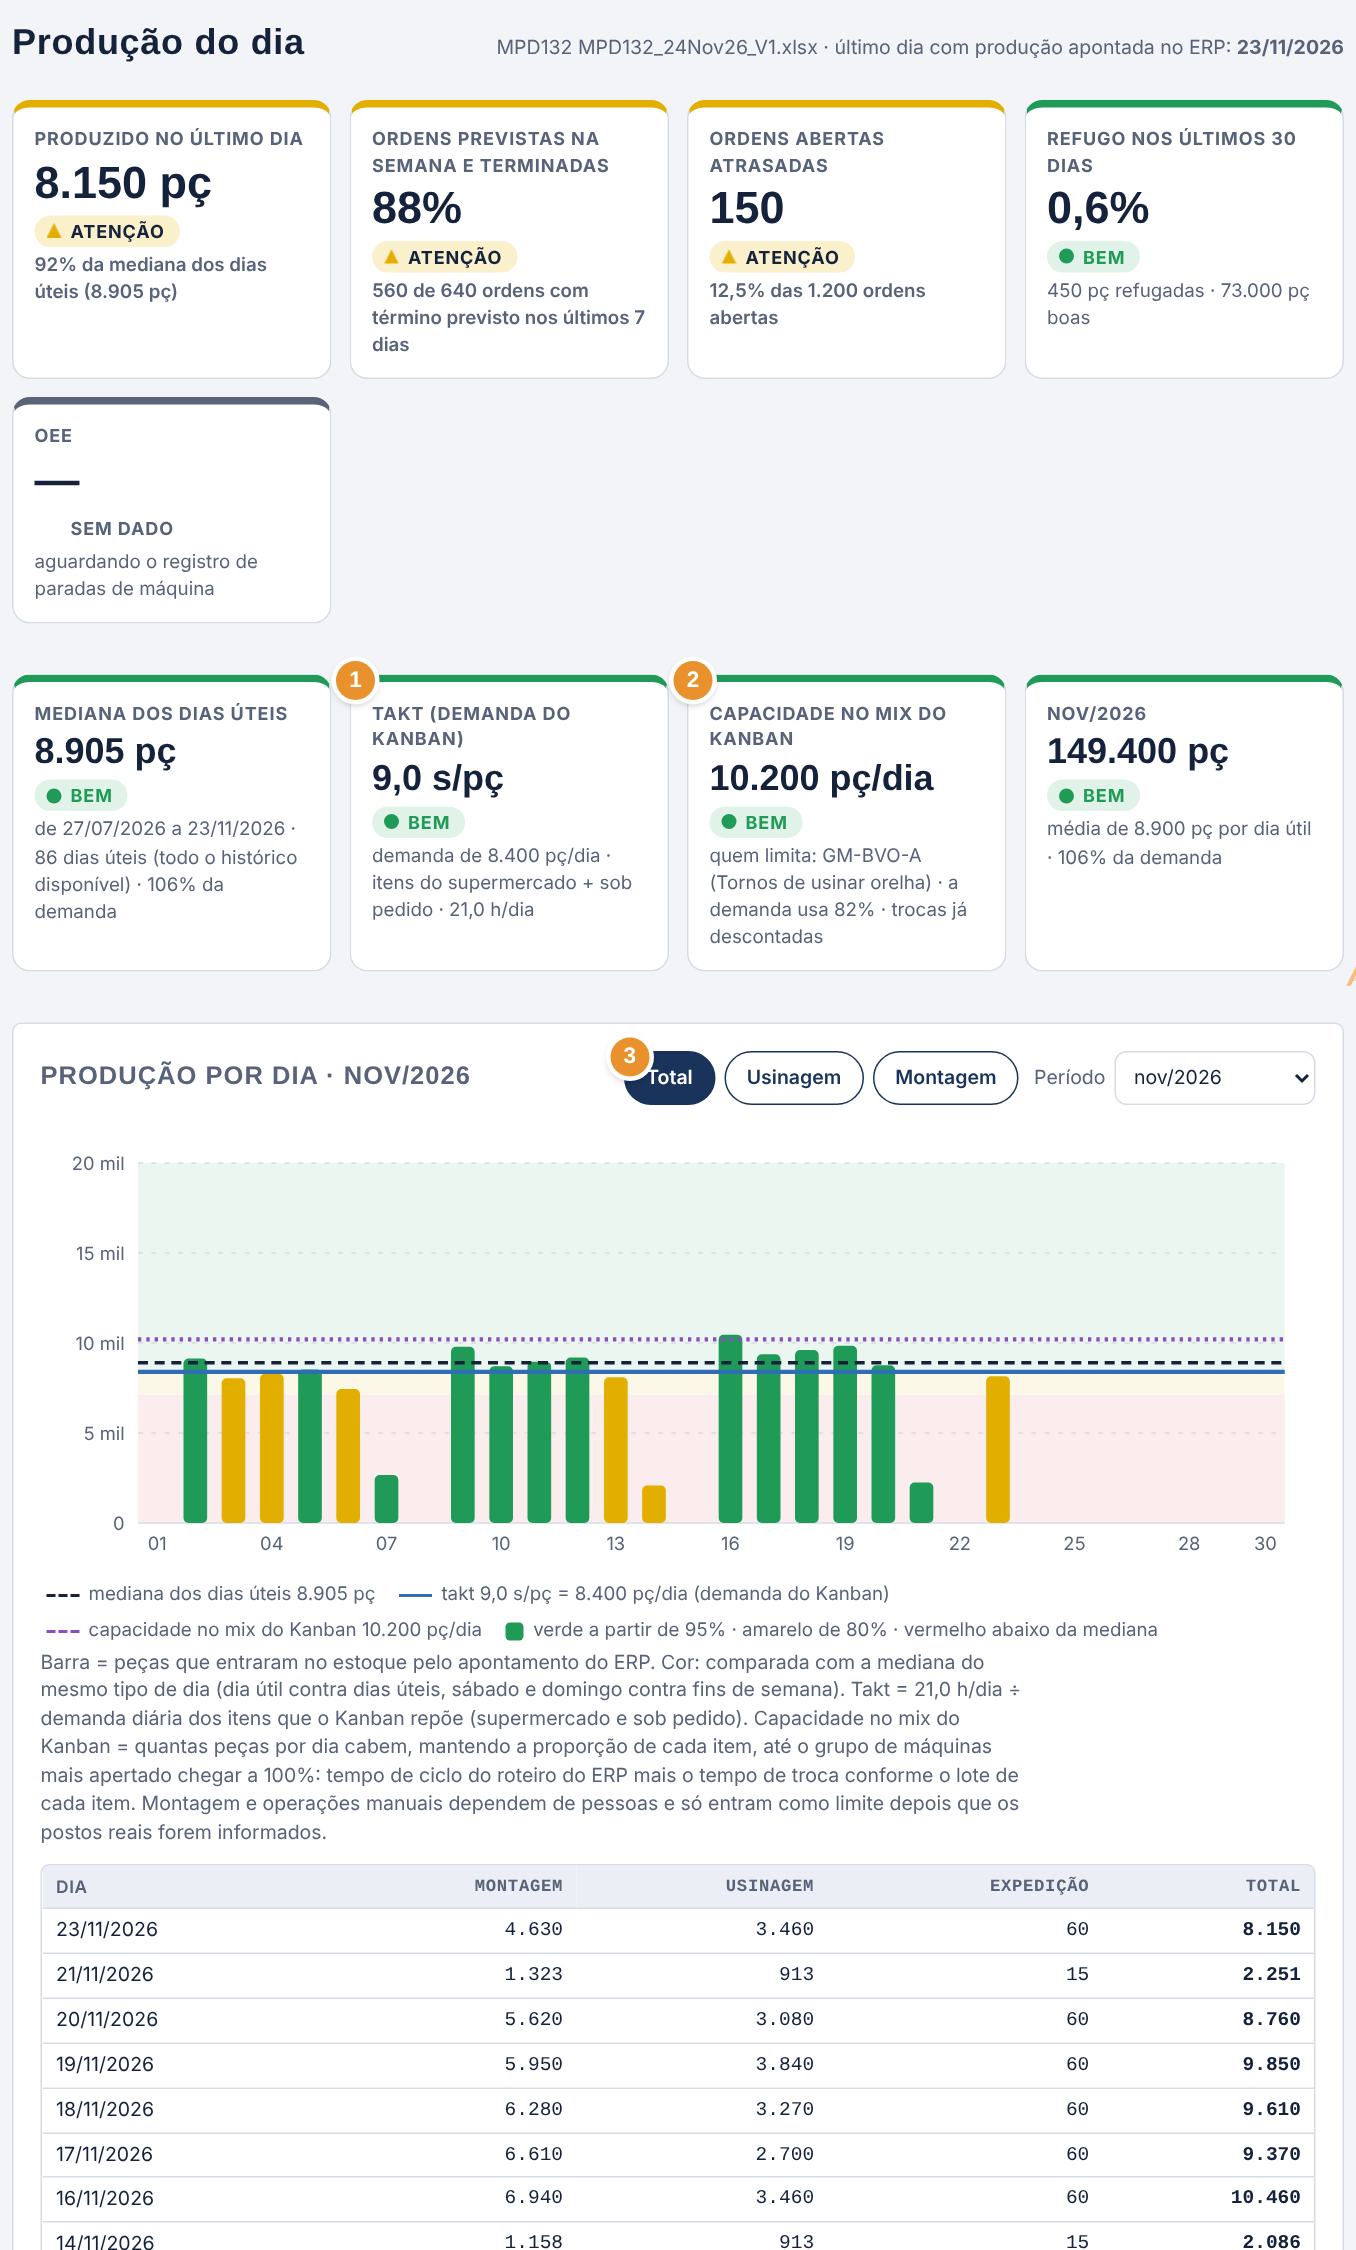 Produção do dia
MPD132 MPD132_24Nov26_V1.xlsx · último dia com produção apontada no ERP: 23/11/2026
PRODUZIDO NO ÚLTIMO DIA
8.150 pç
ATENÇÃO
92% da mediana dos dias
úteis (8.905 pç)
ORDENS PREVISTAS NA
SEMANA E TERMINADAS
88%
ATENÇÃO
560 de 640 ordens com
término previsto nos últimos 7
dias
ORDENS ABERTAS
ATRASADAS
150
ATENÇÃO
12,5% das 1.200 ordens
abertas
REFUGO NOS ÚLTIMOS 30
DIAS
0,6%
BEM
450 pç refugadas · 73.000 pç
boas
OEE
—
SEM DADO
aguardando o registro de
paradas de máquina
MEDIANA DOS DIAS ÚTEIS
8.905 pç
BEM
de 27/07/2026 a 23/11/2026 ·
86 dias úteis (todo o histórico
disponível) · 106% da
demanda
1
TAKT (DEMANDA DO
KANBAN)
9,0 s/pç
BEM
demanda de 8.400 pç/dia ·
itens do supermercado + sob
pedido · 21,0 h/dia
2
CAPACIDADE NO MIX DO
KANBAN
10.200 pç/dia
BEM
quem limita: GM-BVO-A
(Tornos de usinar orelha) · a
demanda usa 82% · trocas já
descontadas
NOV/2026
149.400 pç
BEM
média de 8.900 pç por dia útil
· 106% da demanda
PRODUÇÃO POR DIA · NOV/2026
3
Total Usinagem Montagem Período nov/2026
20 mil
15 mil
10 mil
5 mil
0
01 04 07 10 13 16 19 22 25 28 30
mediana dos dias úteis 8.905 pç takt 9,0 s/pç = 8.400 pç/dia (demanda do Kanban)
capacidade no mix do Kanban 10.200 pç/dia verde a partir de 95% · amarelo de 80% · vermelho abaixo da mediana
Barra = peças que entraram no estoque pelo apontamento do ERP. Cor: comparada com a mediana do
mesmo tipo de dia (dia útil contra dias úteis, sábado e domingo contra fins de semana). Takt = 21,0 h/dia ÷
demanda diária dos itens que o Kanban repõe (supermercado e sob pedido). Capacidade no mix do
Kanban = quantas peças por dia cabem, mantendo a proporção de cada item, até o grupo de máquinas
mais apertado chegar a 100%: tempo de ciclo do roteiro do ERP mais o tempo de troca conforme o lote de
cada item. Montagem e operações manuais dependem de pessoas e só entram como limite depois que os
postos reais forem informados.
DIA MONTAGEM USINAGEM EXPEDIÇÃO TOTAL
23/11/2026 4.630 3.460 60 8.150
21/11/2026 1.323 913 15 2.251
20/11/2026 5.620 3.080 60 8.760
19/11/2026 5.950 3.840 60 9.850
18/11/2026 6.280 3.270 60 9.610
17/11/2026 6.610 2.700 60 9.370
16/11/2026 6.940 3.460 60 10.460
14/11/2026 1.158 913 15 2.086